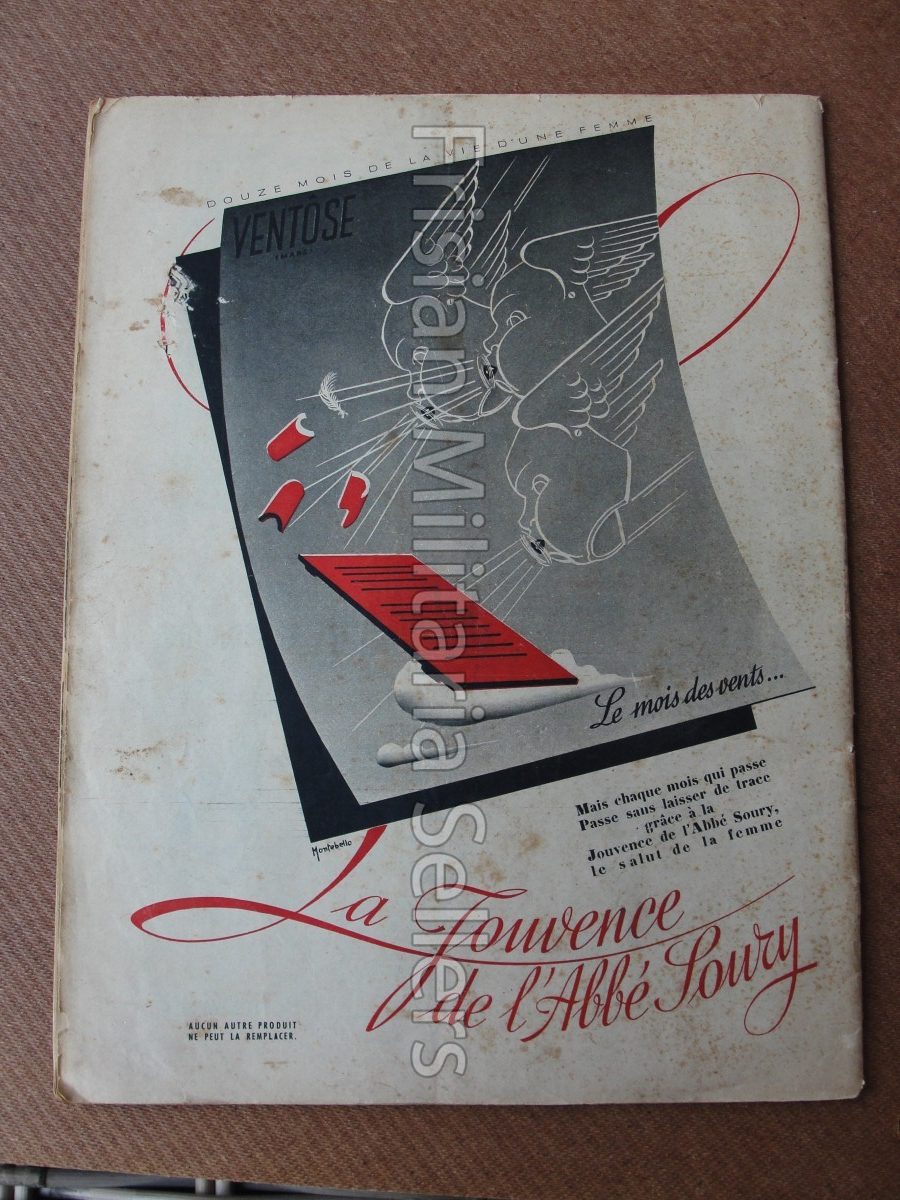 DOUZE MOIS DE LA VIE D'UNE FEMME
VENTÔSE
(MARS)
Le mois des vents...
Mais chaque mois qui passe
Passe sans laisser de trace
grâce à la
Jouvence de l'Abbé Soury,
le salut de la femme
Montebello
La Jouvence
de l'Abbé Soury
AUCUN AUTRE PRODUIT
NE PEUT LA REMPLACER.
Frisian Militaria Sellers